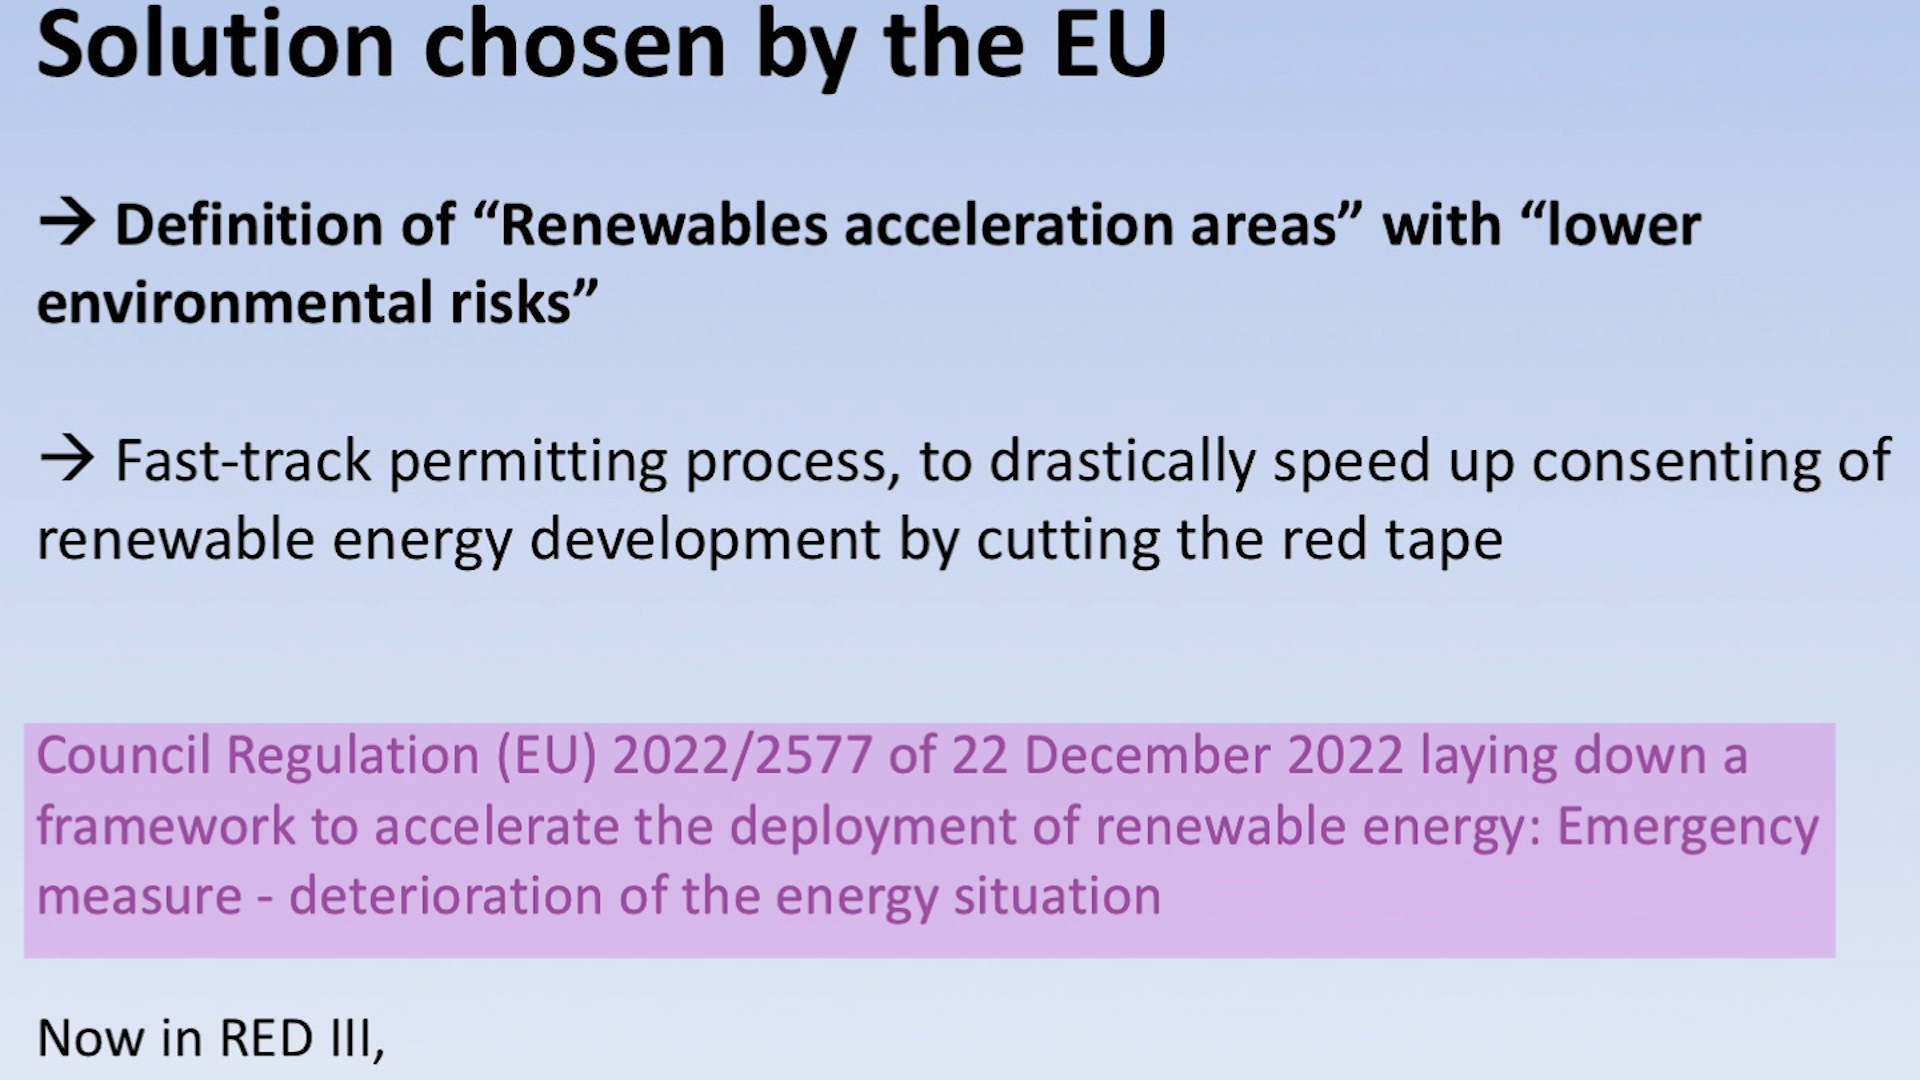 Solution chosen by the EU
→ Definition of “Renewables acceleration areas” with “lower
environmental risks”
→ Fast-track permitting process, to drastically speed up consenting of
renewable energy development by cutting the red tape
Council Regulation (EU) 2022/2577 of 22 December 2022 laying down a
framework to accelerate the deployment of renewable energy: Emergency
measure - deterioration of the energy situation
Now in RED III,